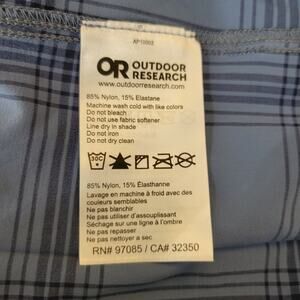 AP10002
OR OUTDOOR
RESEARCH
www.outdoorresearch.com
85% Nylon, 15% Elastane
Machine wash cold with like colors
Do not bleach
Do not use fabric softener
Line dry in shade
Do not iron
Do not dry clean
30C
85% Nylon, 15% Élasthanne
Lavage en machine à froid avec des
couleurs semblables
Ne pas blanchir
Ne pas utiliser d'assouplissant
Séchage sur une ligne à ombre
Ne pas repasser
Ne pas nettoyer a sec
RN# 97085 / CA# 32350